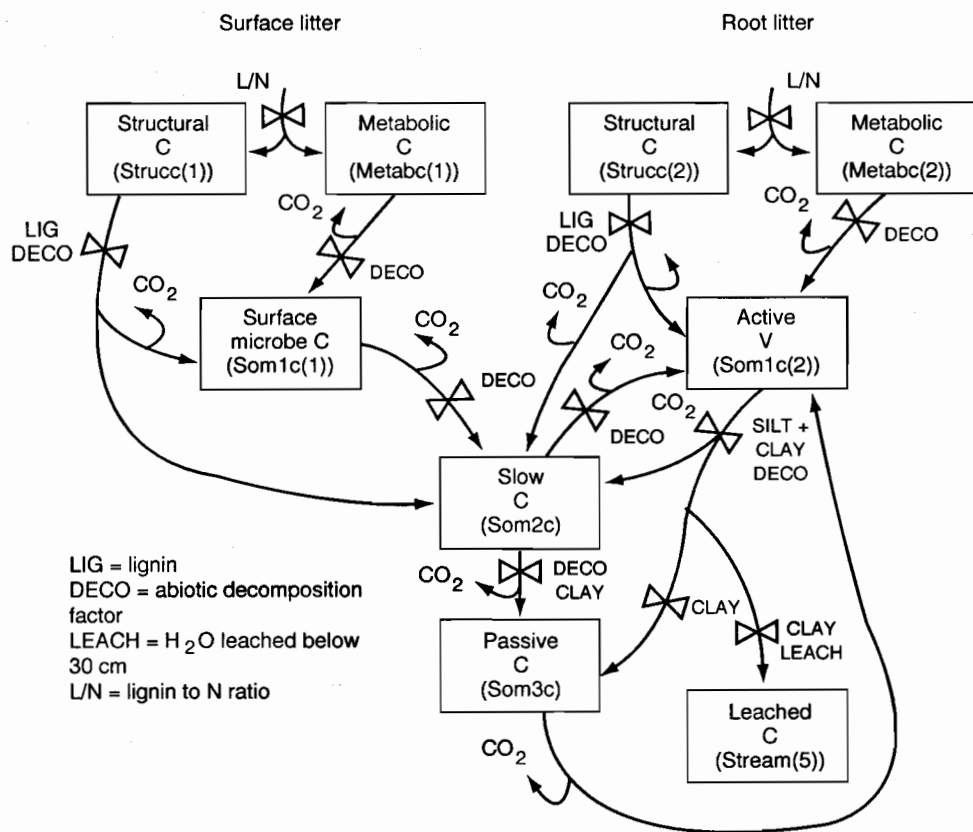 Surface litter
Root litter
L/N
L/N
Structural
C
(Strucc(1))
Metabolic
C
(Metabc(1))
Structural
C
(Strucc(2))
Metabolic
C
(Metabc(2))
LIG
DECO
CO2
DECO
LIG
DECO
CO2
DECO
CO2
Surface
microbe C
(Som1c(1))
CO2
DECO
CO2
CO2
DECO
Active
V
(Som1c(2))
CO2
SILT +
CLAY
DECO
Slow
C
(Som2c)
LIG = lignin
DECO = abiotic decomposition
factor
LEACH = H2O leached below
30 cm
L/N = lignin to N ratio
CO2
DECO
CLAY
CLAY
CLAY
LEACH
Passive
C
(Som3c)
Leached
C
(Stream(5))
CO2